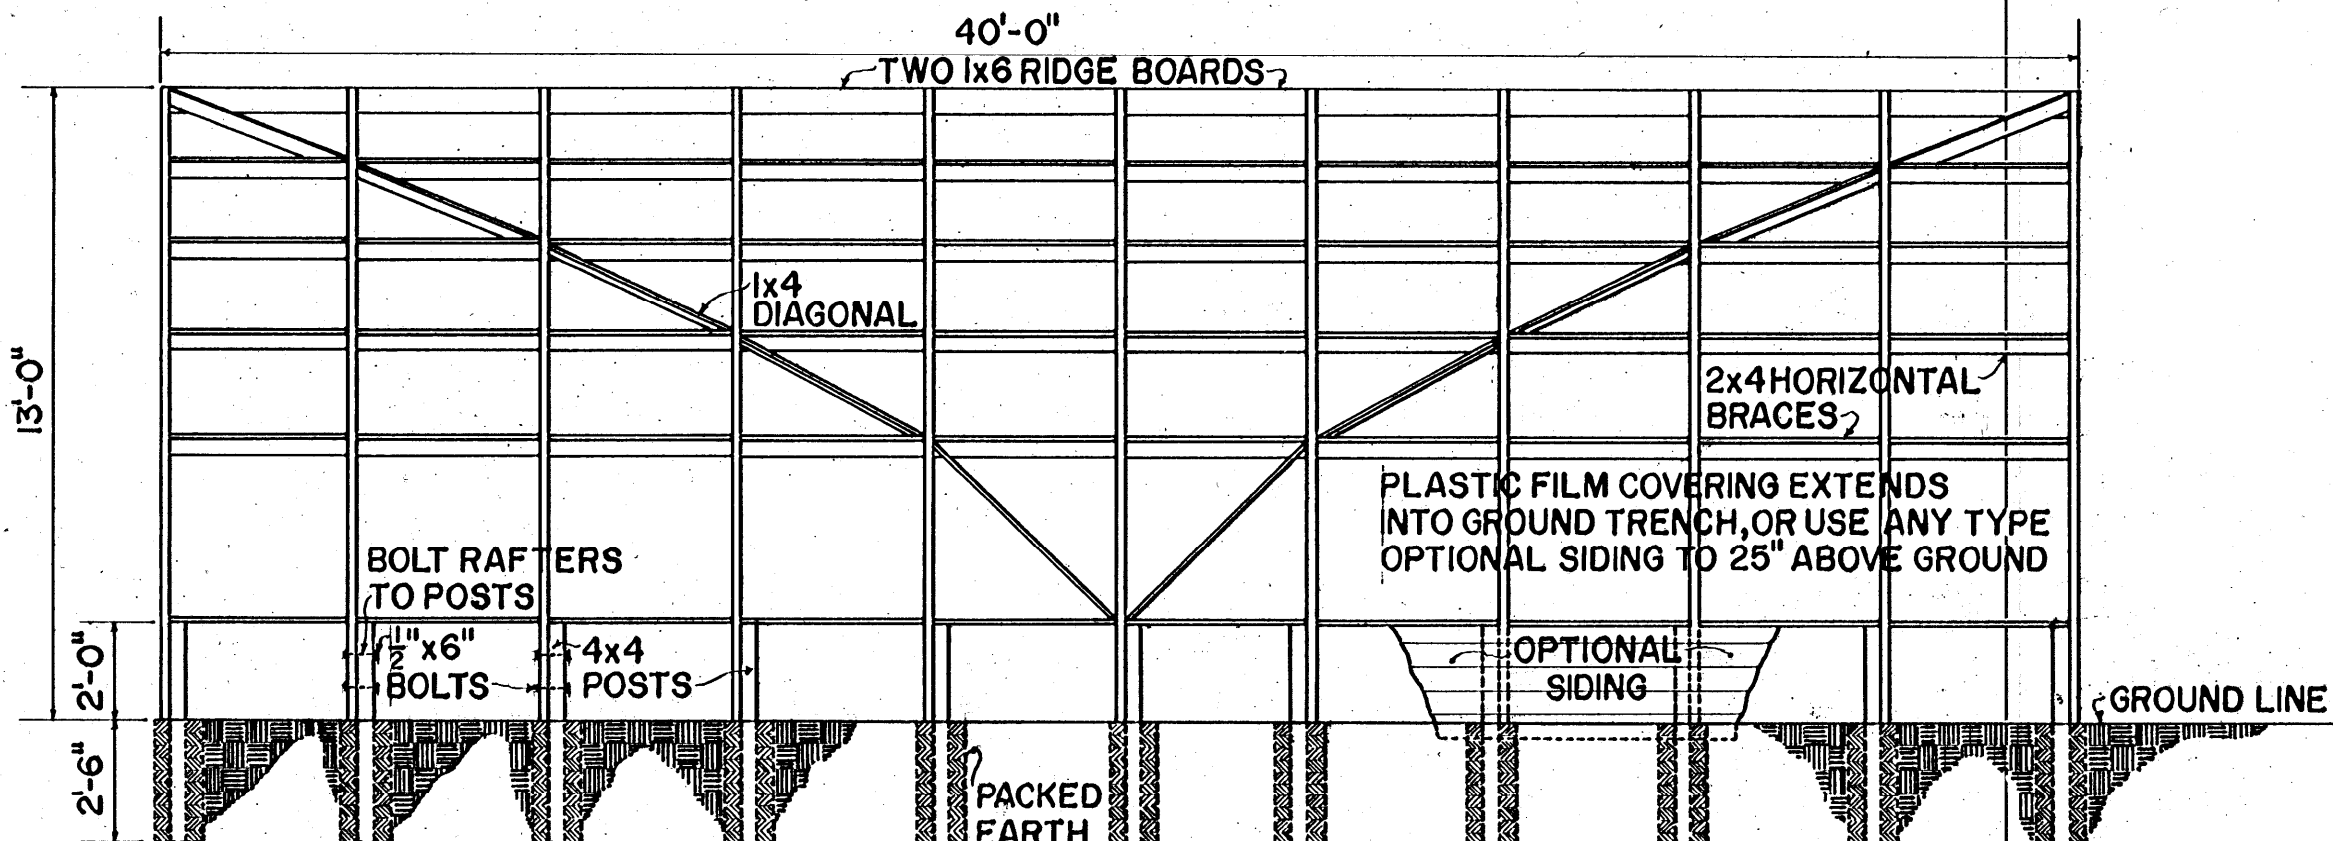 40'-0"
TWO 1x6 RIDGE BOARDS
13'-0"
1x4
DIAGONAL
2x4 HORIZONTAL
BRACES
PLASTIC FILM COVERING EXTENDS
INTO GROUND TRENCH, OR USE ANY TYPE
OPTIONAL SIDING TO 25" ABOVE GROUND
BOLT RAFTERS
TO POSTS
1/2"x6"
BOLTS
4x4
POSTS
OPTIONAL
SIDING
2'-0"
GROUND LINE
2'-6"
PACKED
EARTH